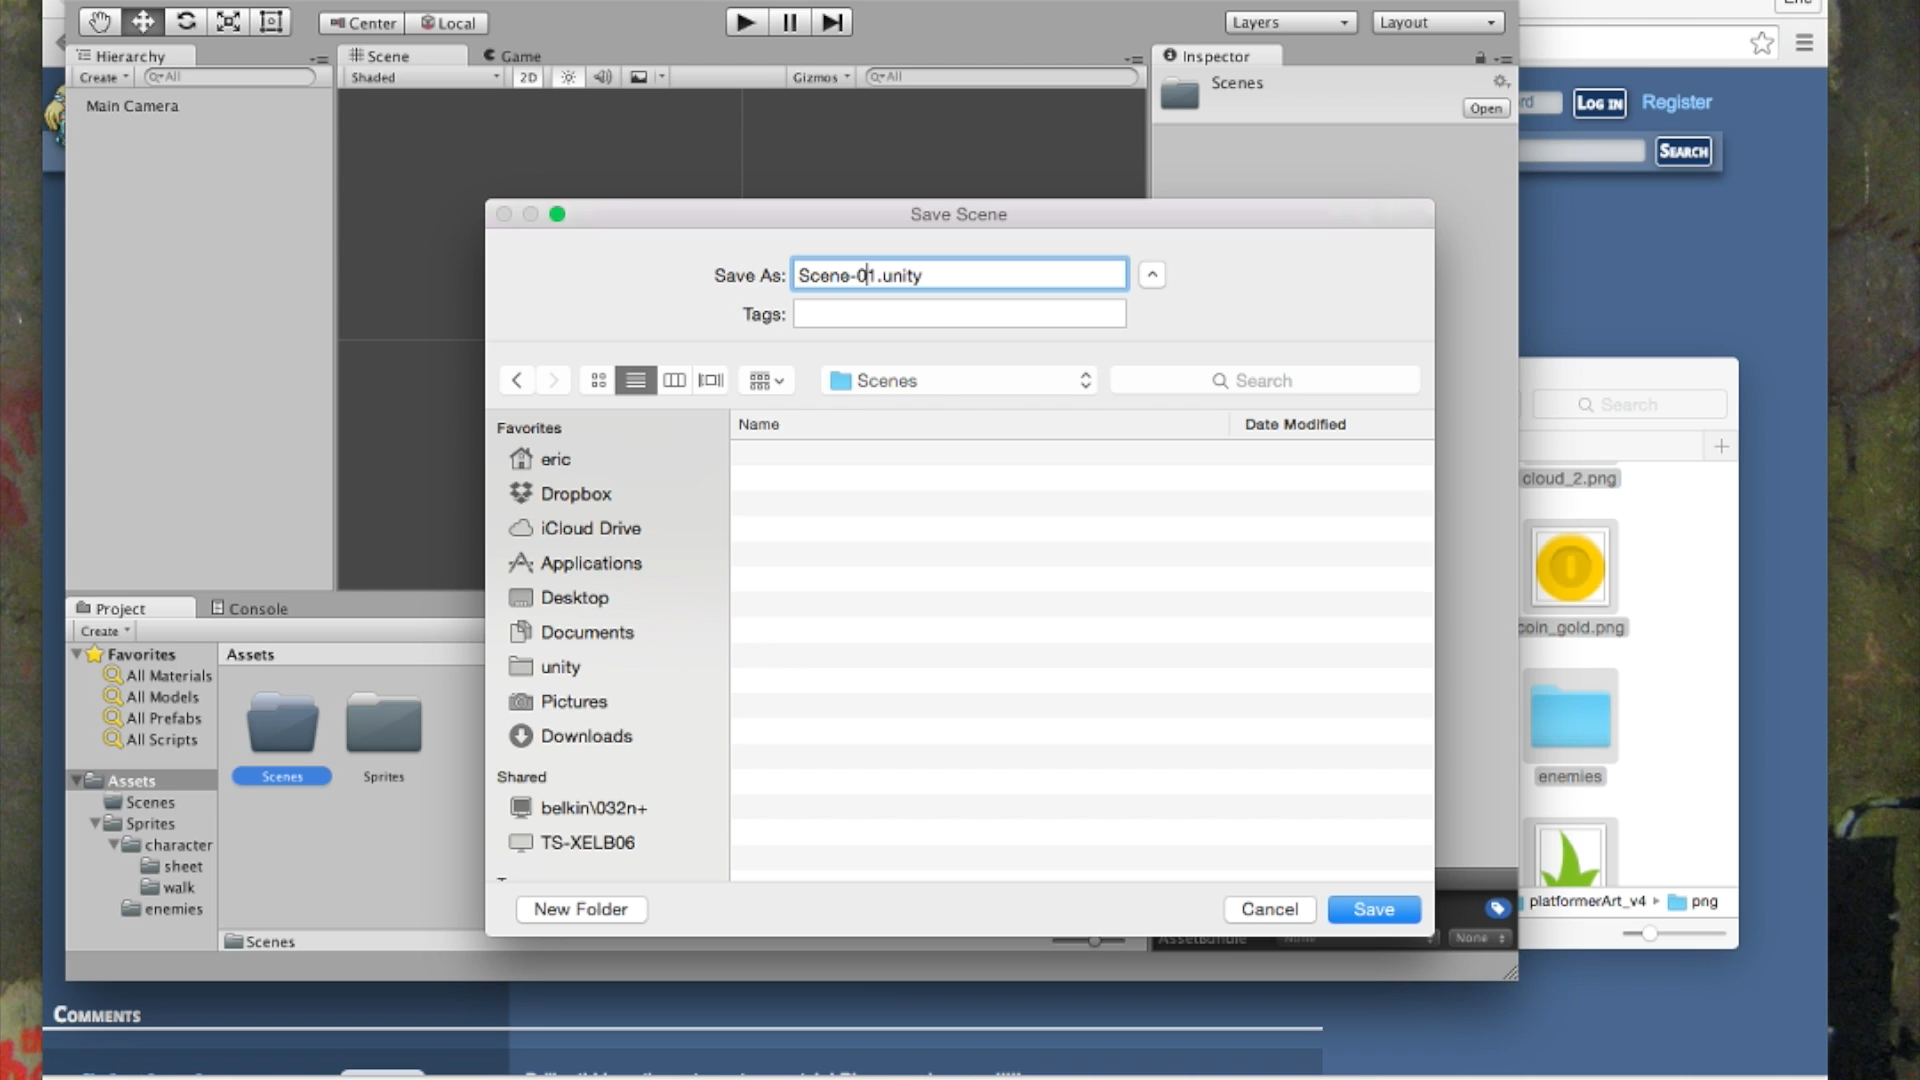 Center
Local
Layers
Layout
Hierarchy
Scene
Game
Inspector
Create
All
Shaded
2D
Gizmos
All
Scenes
Open
Main Camera
LOG IN
Register
SEARCH
Save Scene
Save As: Scene-01.unity
Tags:
Scenes
Search
Search
Name
Date Modified
Favorites
eric
Dropbox
iCloud Drive
Applications
Desktop
Documents
unity
Pictures
Downloads
Shared
belkin\032n+
TS-XELB06
New Folder
Cancel
Save
cloud_2.png
coin_gold.png
enemies
platformerArt_v4
png
Project
Console
Create
Favorites
All Materials
All Models
All Prefabs
All Scripts
Assets
Scenes
Sprites
character
sheet
walk
enemies
Assets
Scenes
Sprites
Scenes
AssetBundle
None
None
COMMENTS